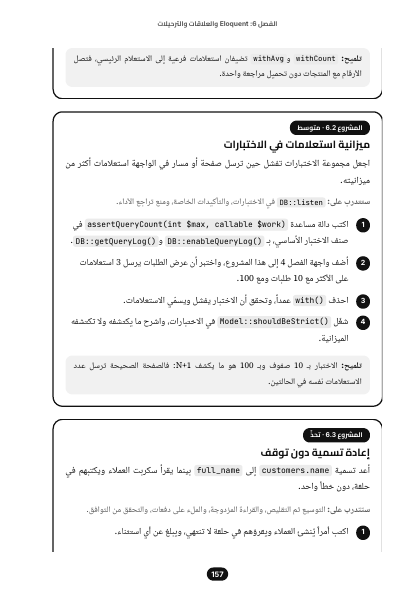 الفصل 6: Eloquent والعلاقات والترحيلات
تلميح: withCount و withAvg تضيفان استعلامات فرعية إلى الاستعلام الرئيسي، فتصل
الأرقام مع المنتجات دون تحميل مراجعة واحدة.
المشروع 6.2 · متوسط
ميزانية استعلامات في الاختبارات
اجعل مجموعة الاختبارات تفشل حين ترسل صفحة أو مسار في الواجهة استعلامات أكثر من
ميزانيته.
ستتدرب على: DB::listen في الاختبارات، والتأكيدات الخاصة، ومنع تراجع الأداء.
1 اكتب دالة مساعدة assertQueryCount(int $max, callable $work) في
صنف الاختبار الأساسي، بـ DB::enableQueryLog() و DB::getQueryLog().
2 أضف واجهة الفصل 4 إلى هذا المشروع، واختبر أن عرض الطلبات يرسل 3 استعلامات
على الأكثر مع 10 طلبات ومع 100.
3 احذف with() عمداً، وتحقق أن الاختبار يفشل ويسمّي الاستعلامات.
4 شغّل Model::shouldBeStrict() في الاختبارات، واشرح ما يكتشفه ولا تكتشفه
الميزانية.
تلميح: الاختبار بـ 10 صفوف وبـ 100 هو ما يكشف N+1: فالصفحة الصحيحة ترسل عدد
الاستعلامات نفسه في الحالتين.
المشروع 6.3 · تحدٍّ
إعادة تسمية دون توقف
أعد تسمية customers.name إلى full_name بينما يقرأ سكربت العملاء ويكتبهم في
حلقة، دون خطأ واحد.
ستتدرب على: التوسيع ثم التقليص، والقراءة المزدوجة، والملء على دفعات، والتحقق من التوافق.
1 اكتب أمراً يُنشئ العملاء ويقرؤهم في حلقة لا تنتهي، ويبلغ عن أي استثناء.
157